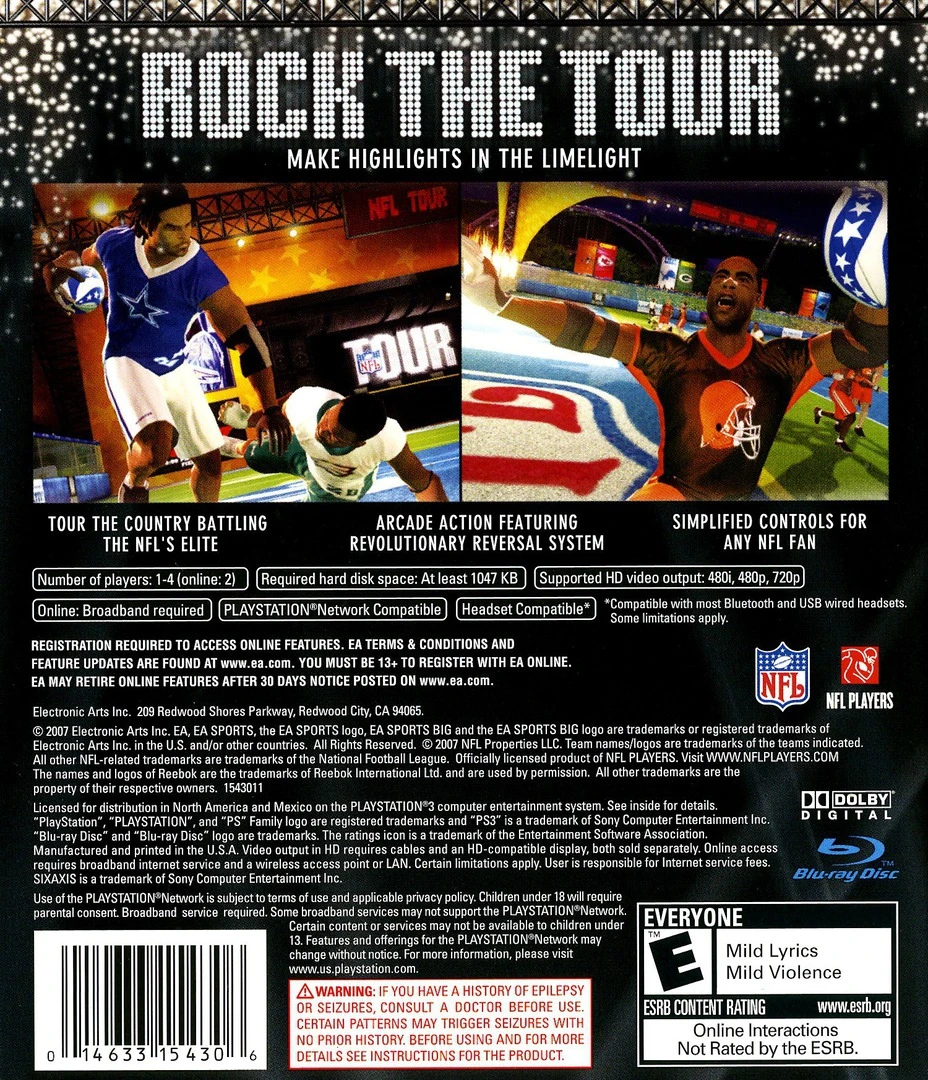 ROCK THE TOUR
MAKE HIGHLIGHTS IN THE LIMELIGHT
NFL TOUR
NFL
TOUR
TOUR THE COUNTRY BATTLING
THE NFL'S ELITE
ARCADE ACTION FEATURING
REVOLUTIONARY REVERSAL SYSTEM
SIMPLIFIED CONTROLS FOR
ANY NFL FAN
Number of players: 1-4 (online: 2)
Required hard disk space: At least 1047 KB
Supported HD video output: 480i, 480p, 720p
Online: Broadband required
PLAYSTATION®Network Compatible
Headset Compatible*
*Compatible with most Bluetooth and USB wired headsets.
Some limitations apply.
REGISTRATION REQUIRED TO ACCESS ONLINE FEATURES. EA TERMS & CONDITIONS AND
FEATURE UPDATES ARE FOUND AT www.ea.com. YOU MUST BE 13+ TO REGISTER WITH EA ONLINE.
EA MAY RETIRE ONLINE FEATURES AFTER 30 DAYS NOTICE POSTED ON www.ea.com.
NFL
NFL PLAYERS
Electronic Arts Inc. 209 Redwood Shores Parkway, Redwood City, CA 94065.
© 2007 Electronic Arts Inc. EA, EA SPORTS, the EA SPORTS logo, EA SPORTS BIG and the EA SPORTS BIG logo are trademarks or registered trademarks of
Electronic Arts Inc. in the U.S. and/or other countries. All Rights Reserved. © 2007 NFL Properties LLC. Team names/logos are trademarks of the teams indicated.
All other NFL-related trademarks are trademarks of the National Football League. Officially licensed product of NFL PLAYERS. Visit WWW.NFLPLAYERS.COM
The names and logos of Reebok are the trademarks of Reebok International Ltd. and are used by permission. All other trademarks are the
property of their respective owners. 1543011
Licensed for distribution in North America and Mexico on the PLAYSTATION®3 computer entertainment system. See inside for details.
"PlayStation", "PLAYSTATION", and "PS" Family logo are registered trademarks and "PS3" is a trademark of Sony Computer Entertainment Inc.
"Blu-ray Disc" and "Blu-ray Disc" logo are trademarks. The ratings icon is a trademark of the Entertainment Software Association.
Manufactured and printed in the U.S.A. Video output in HD requires cables and an HD-compatible display, both sold separately. Online access
requires broadband internet service and a wireless access point or LAN. Certain limitations apply. User is responsible for Internet service fees.
SIXAXIS is a trademark of Sony Computer Entertainment Inc.
DOLBY
DIGITAL
Blu-ray Disc™
Use of the PLAYSTATION®Network is subject to terms of use and applicable privacy policy. Children under 18 will require
parental consent. Broadband service required. Some broadband services may not support the PLAYSTATION®Network.
Certain content or services may not be available to children under
13. Features and offerings for the PLAYSTATION®Network may
change without notice. For more information, please visit
www.us.playstation.com.
WARNING: IF YOU HAVE A HISTORY OF EPILEPSY
OR SEIZURES, CONSULT A DOCTOR BEFORE USE.
CERTAIN PATTERNS MAY TRIGGER SEIZURES WITH
NO PRIOR HISTORY. BEFORE USING AND FOR MORE
DETAILS SEE INSTRUCTIONS FOR THE PRODUCT.
0 14633 15430 6
EVERYONE
™
E
Mild Lyrics
Mild Violence
ESRB CONTENT RATING www.esrb.org
Online Interactions
Not Rated by the ESRB.